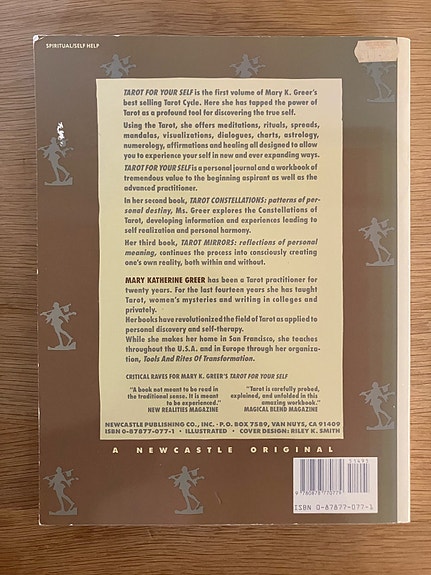 SPIRITUAL/SELF HELP
TAROT FOR YOUR SELF is the first volume of Mary K. Greer's
best selling Tarot Cycle. Here she has tapped the power of
Tarot as a profound tool for discovering the true self.
Using the Tarot, she offers meditations, rituals, spreads,
mandalas, visualizations, dialogues, charts, astrology,
numerology, affirmations and healing all designed to allow
you to experience your self in new and ever expanding ways.
TAROT FOR YOUR SELF is a personal journal and a workbook of
tremendous value to the beginning aspirant as well as the
advanced practitioner.
In her second book, TAROT CONSTELLATIONS: patterns of per-
sonal destiny, Ms. Greer explores the Constellations of
Tarot, developing information and experiences leading to
self realization and personal harmony.
Her third book, TAROT MIRRORS: reflections of personal
meaning, continues the process into consciously creating
one's own reality, both within and without.
MARY KATHERINE GREER has been a Tarot practitioner for
twenty years. For the last fourteen years she has taught
Tarot, women's mysteries and writing in colleges and
privately.
Her books have revolutionized the field of Tarot as applied to
personal discovery and self-therapy.
While she makes her home in San Francisco, she teaches
throughout the U.S.A. and in Europe through her organiza-
tion, Tools And Rites Of Transformation.
CRITICAL RAVES FOR MARY K. GREER'S TAROT FOR YOUR SELF
"A book not meant to be read in
the traditional sense. It is meant
to be experienced."
NEW REALITIES MAGAZINE
"Tarot is carefully probed,
explained, and unfolded in this
amazing workbook."
MAGICAL BLEND MAGAZINE
NEWCASTLE PUBLISHING CO., INC. • P.O. BOX 7589, VAN NUYS, CA 91409
ISBN 0-87877-077-1 • ILLUSTRATED • COVER DESIGN: RILEY K. SMITH
A NEWCASTLE ORIGINAL
51495
9 780878 770779
ISBN 0-87877-077-1